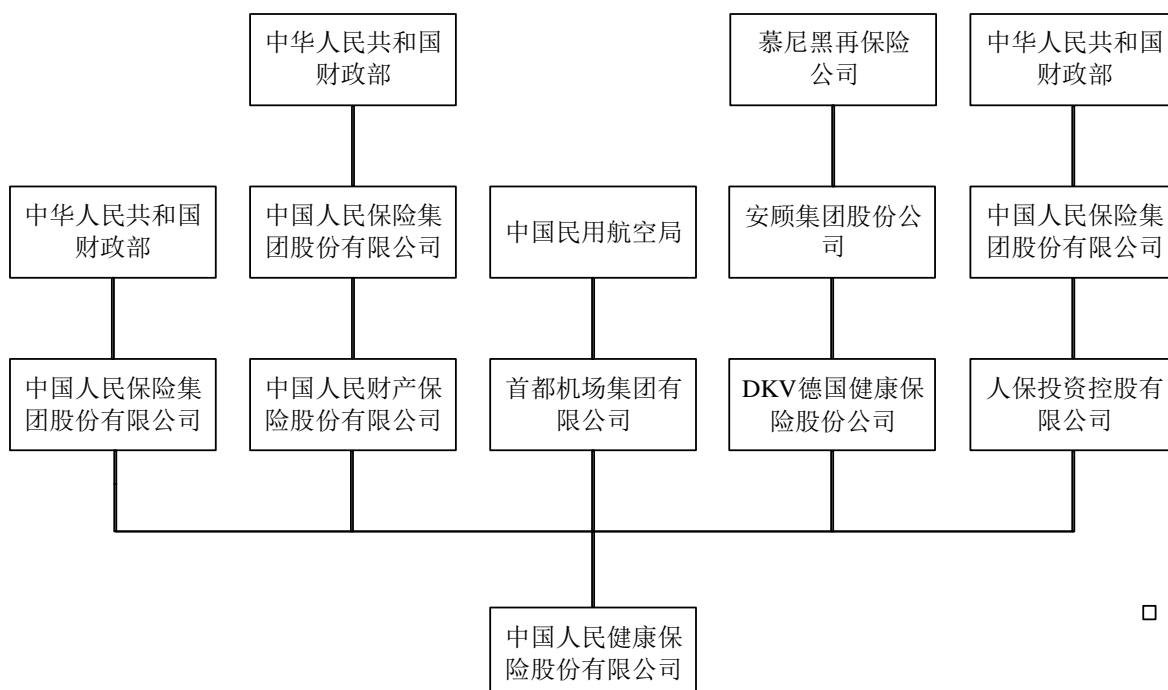 中华人民共和国
财政部
慕尼黑再保险
公司
中华人民共和国
财政部
中华人民共和国
财政部
中国人民保险集
团股份有限公司
中国民用航空局
安顾集团股份公
司
中国人民保险集
团股份有限公司
中国人民保险集
团股份有限公司
中国人民财产保
险股份有限公司
首都机场集团有
限公司
DKV德国健康保
险股份公司
人保投资控股有
限公司
中国人民健康保
险股份有限公司